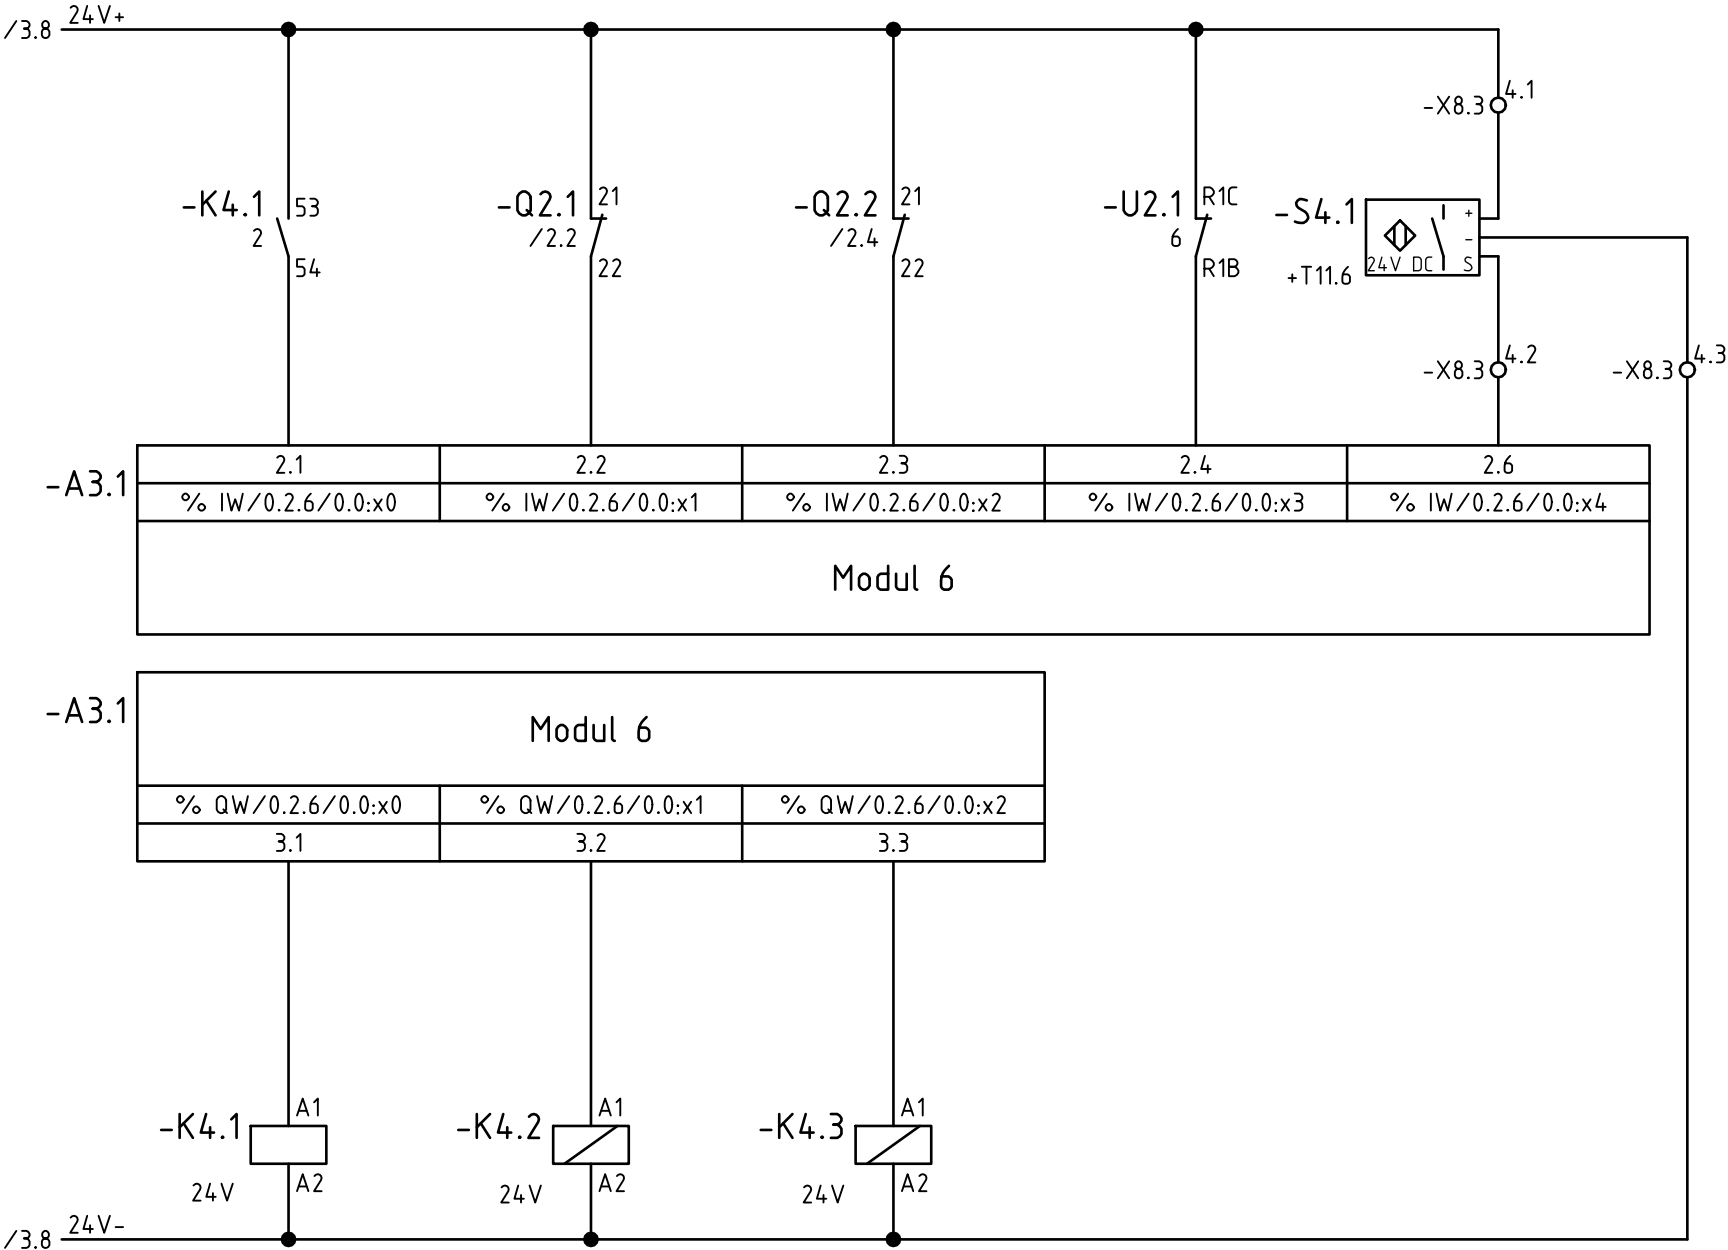 24V+
/3.8
4.1
-X8.3
-K4.1 53
2
54
-Q2.1 21
/2.2
22
-Q2.2 21
/2.4
22
-U2.1 R1C
6
R1B
-S4.1
+
-
24V DC S
+T11.6
4.2
-X8.3
4.3
-X8.3
-A3.1
2.1 2.2 2.3 2.4 2.6
% IW/0.2.6/0.0:x0 % IW/0.2.6/0.0:x1 % IW/0.2.6/0.0:x2 % IW/0.2.6/0.0:x3 % IW/0.2.6/0.0:x4
Modul 6
-A3.1
Modul 6
% QW/0.2.6/0.0:x0 % QW/0.2.6/0.0:x1 % QW/0.2.6/0.0:x2
3.1 3.2 3.3
-K4.1 A1
24V A2
-K4.2 A1
24V A2
-K4.3 A1
24V A2
24V-
/3.8